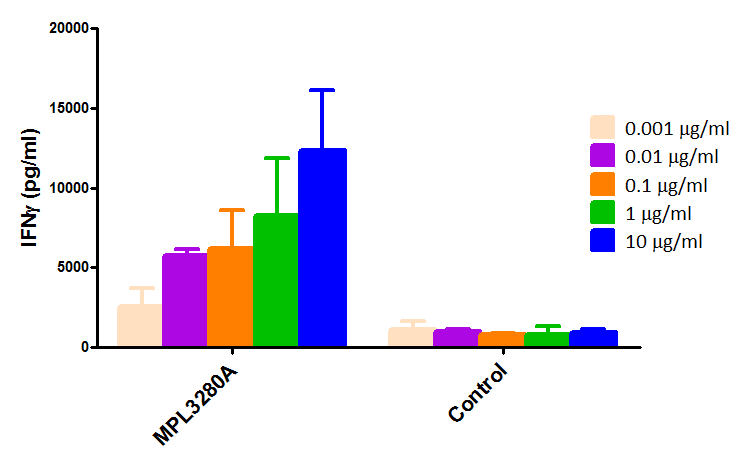 20000
15000
10000
5000
0
IFNγ (pg/ml)
MPL3280A
Control
0.001 µg/ml
0.01 µg/ml
0.1 µg/ml
1 µg/ml
10 µg/ml